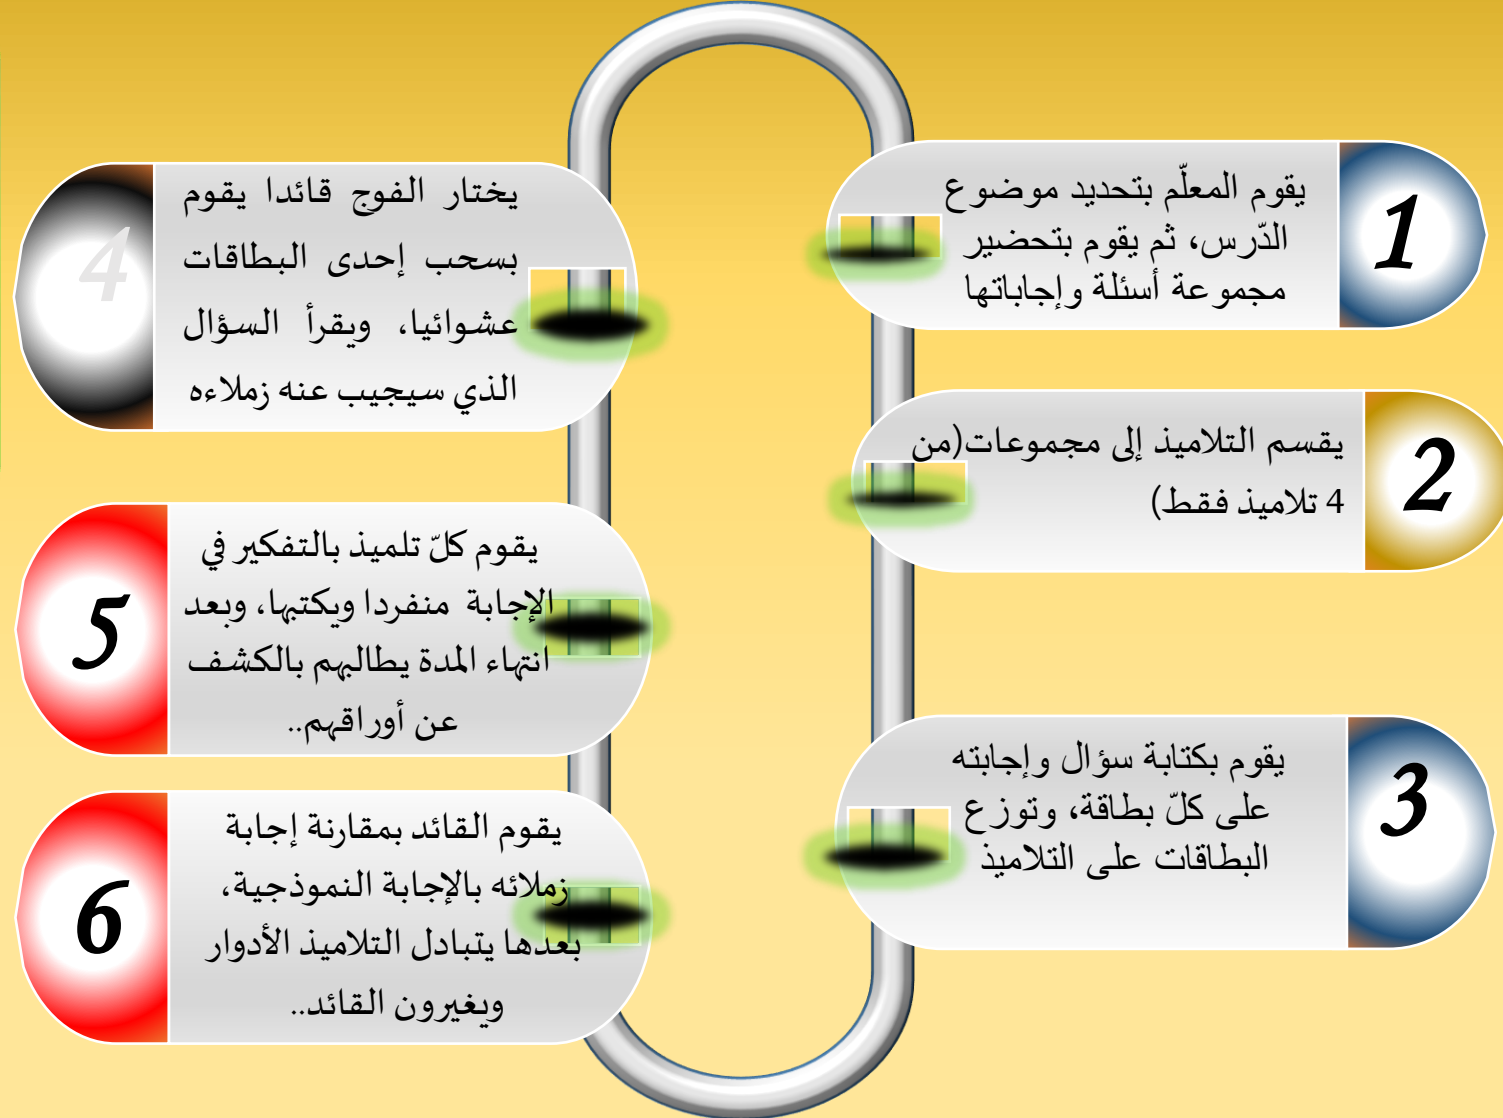 1
يقوم المعلّم بتحديد موضوع
الدّرس، ثم يقوم بتحضير
مجموعة أسئلة وإجاباتها
2
يقسم التلاميذ إلى مجموعات(من
4 تلاميذ فقط)
3
يقوم بكتابة سؤال وإجابته
على كلّ بطاقة، وتوزع
البطاقات على التلاميذ
4
يختار الفوج قائدا يقوم
بسحب إحدى البطاقات
عشوائيا، ويقرأ السؤال
الذي سيجيب عنه زملاءه
5
يقوم كلّ تلميذ بالتفكير في
الإجابة منفردا ويكتبها، وبعد
انتهاء المدة يطالبهم بالكشف
عن أوراقهم..
6
يقوم القائد بمقارنة إجابة
زملائه بالإجابة النموذجية،
بعدها يتبادل التلاميذ الأدوار
ويغيرون القائد..